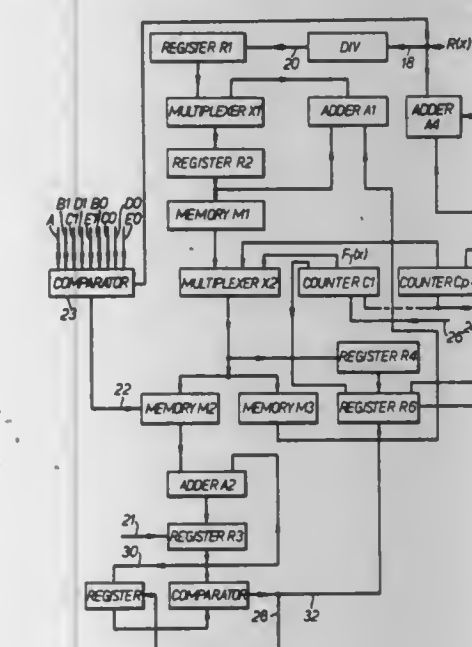 REGISTER R1
DIV
R(x)
20
18
MULTIPLEXER X1
ADDER A1
ADDER A4
REGISTER R2
MEMORY M1
A B1 C1 D1 E1 B0 C0 D0 E0
COMPARATOR
23
MULTIPLEXER X2
F1(x)
COUNTER C1
COUNTER Cp
26
REGISTER R4
22
MEMORY M2
MEMORY M3
REGISTER R6
ADDER A2
21
REGISTER R3
30
REGISTER
COMPARATOR
28
32